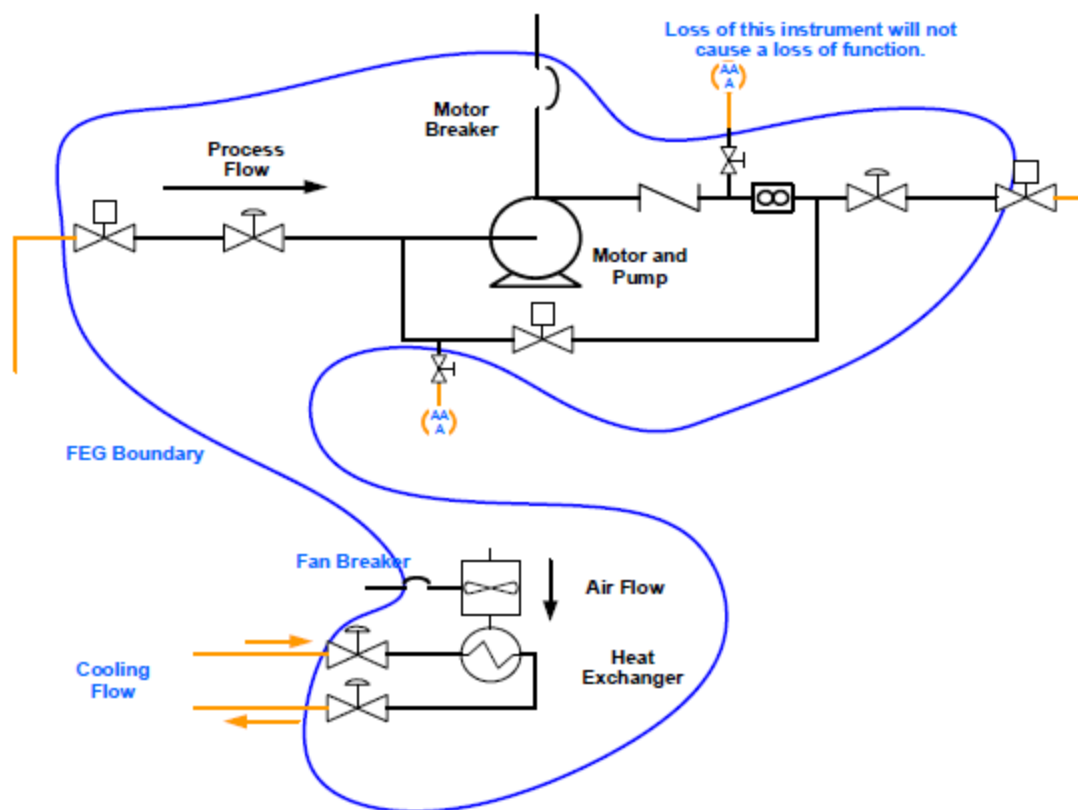 Loss of this instrument will not
cause a loss of function.
AA
A
Motor
Breaker
Process
Flow
Motor and
Pump
AA
A
FEG Boundary
Fan Breaker
Air Flow
Cooling
Flow
Heat
Exchanger